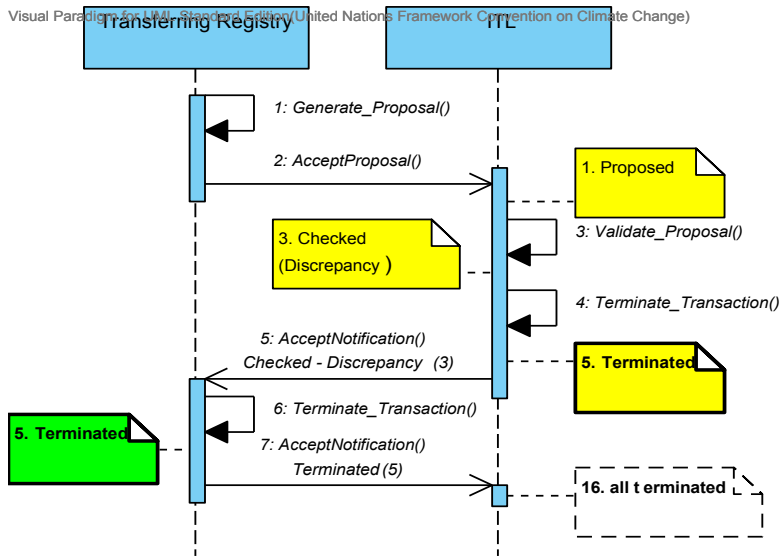 Visual Paradigm for UML Standard Edition(United Nations Framework Convention on Climate Change)
Transferring Registry
ITL
1: Generate_Proposal()
2: AcceptProposal()
1. Proposed
3: Validate_Proposal()
3. Checked
(Discrepancy )
4: Terminate_Transaction()
5: AcceptNotification()
Checked - Discrepancy (3)
5. Terminated
6: Terminate_Transaction()
5. Terminated
7: AcceptNotification()
Terminated (5)
16. all t erminated